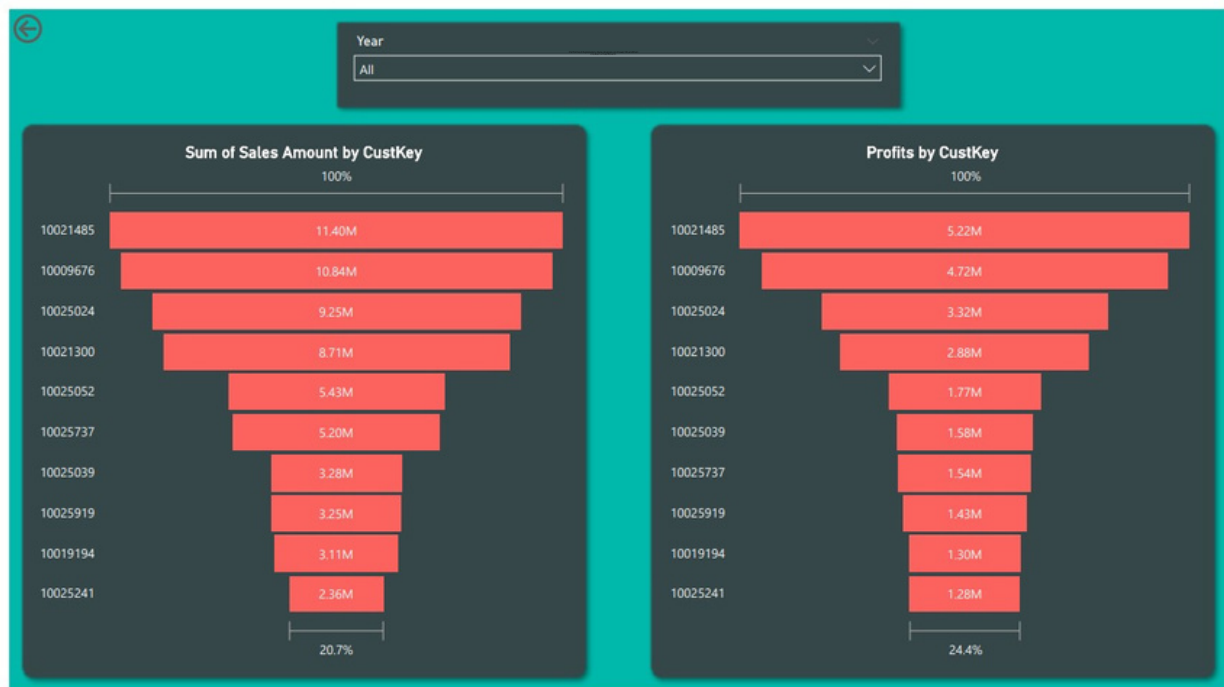 Year
All
Sum of Sales Amount by CustKey
100%
10021485 11.40M
10009676 10.84M
10025024 9.25M
10021300 8.71M
10025052 5.43M
10025737 5.20M
10025039 3.28M
10025919 3.25M
10019194 3.11M
10025241 2.36M
20.7%
Profits by CustKey
100%
10021485 5.22M
10009676 4.72M
10025024 3.32M
10021300 2.88M
10025052 1.77M
10025039 1.58M
10025737 1.54M
10025919 1.43M
10019194 1.30M
10025241 1.28M
24.4%